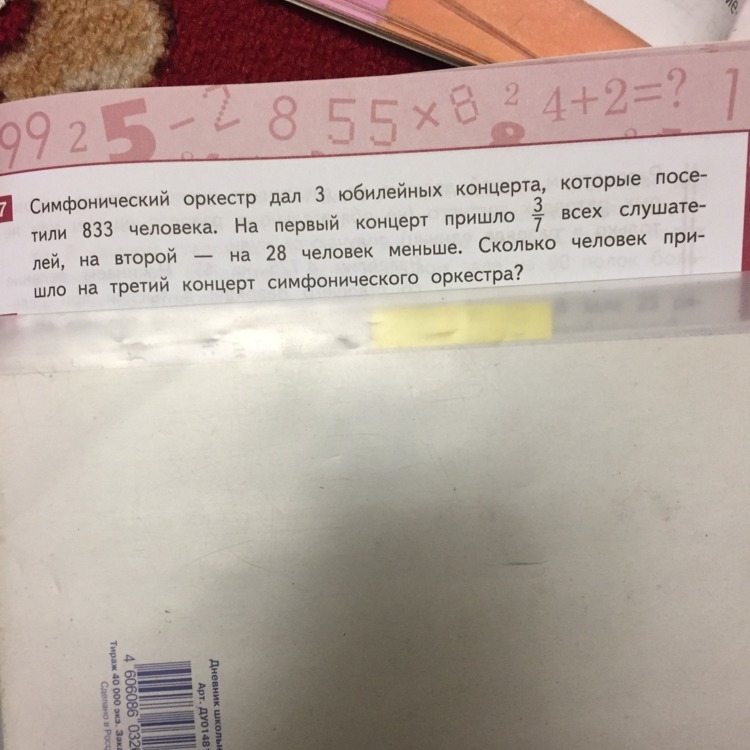 99 2 5 - 2 8 55 × 8 2 8 4+2=? 1
7 Симфонический оркестр дал 3 юбилейных концерта, которые посе-
тили 833 человека. На первый концерт пришло 3/7 всех слушате-
лей, на второй — на 28 человек меньше. Сколько человек при-
шло на третий концерт симфонического оркестра?
Дневник школьн
Арт. ДУ0148
4 606086 032
Тираж 40 000 экз. Зака
Сделано в Росс